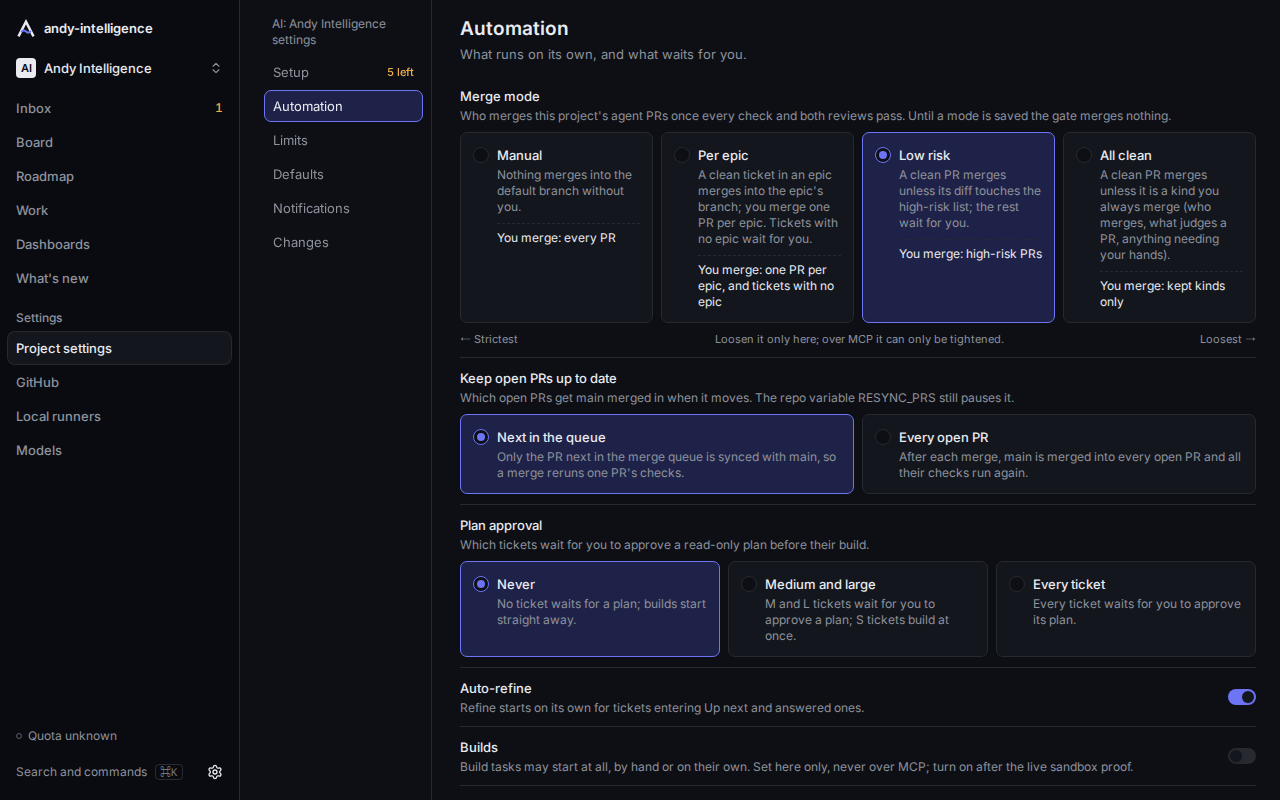 andy-intelligence
AI Andy Intelligence
Inbox 1
Board
Roadmap
Work
Dashboards
What's new
Settings
Project settings
GitHub
Local runners
Models
Quota unknown
Search and commands ⌘K
AI: Andy Intelligence
settings
Setup 5 left
Automation
Limits
Defaults
Notifications
Changes
Automation
What runs on its own, and what waits for you.
Merge mode
Who merges this project's agent PRs once every check and both reviews pass. Until a mode is saved the gate merges nothing.
Manual
Nothing merges into the
default branch without
you.
You merge: every PR
Per epic
A clean ticket in an epic
merges into the epic's
branch; you merge one
PR per epic. Tickets with
no epic wait for you.
You merge: one PR per
epic, and tickets with no
epic
Low risk
A clean PR merges
unless its diff touches the
high-risk list; the rest
wait for you.
You merge: high-risk PRs
All clean
A clean PR merges
unless it is a kind you
always merge (who
merges, what judges a
PR, anything needing
your hands).
You merge: kept kinds
only
← Strictest
Loosen it only here; over MCP it can only be tightened.
Loosest →
Keep open PRs up to date
Which open PRs get main merged in when it moves. The repo variable RESYNC_PRS still pauses it.
Next in the queue
Only the PR next in the merge queue is synced with main, so
a merge reruns one PR's checks.
Every open PR
After each merge, main is merged into every open PR and all
their checks run again.
Plan approval
Which tickets wait for you to approve a read-only plan before their build.
Never
No ticket waits for a plan; builds start
straight away.
Medium and large
M and L tickets wait for you to
approve a plan; S tickets build at
once.
Every ticket
Every ticket waits for you to approve
its plan.
Auto-refine
Refine starts on its own for tickets entering Up next and answered ones.
Builds
Build tasks may start at all, by hand or on their own. Set here only, never over MCP; turn on after the live sandbox proof.